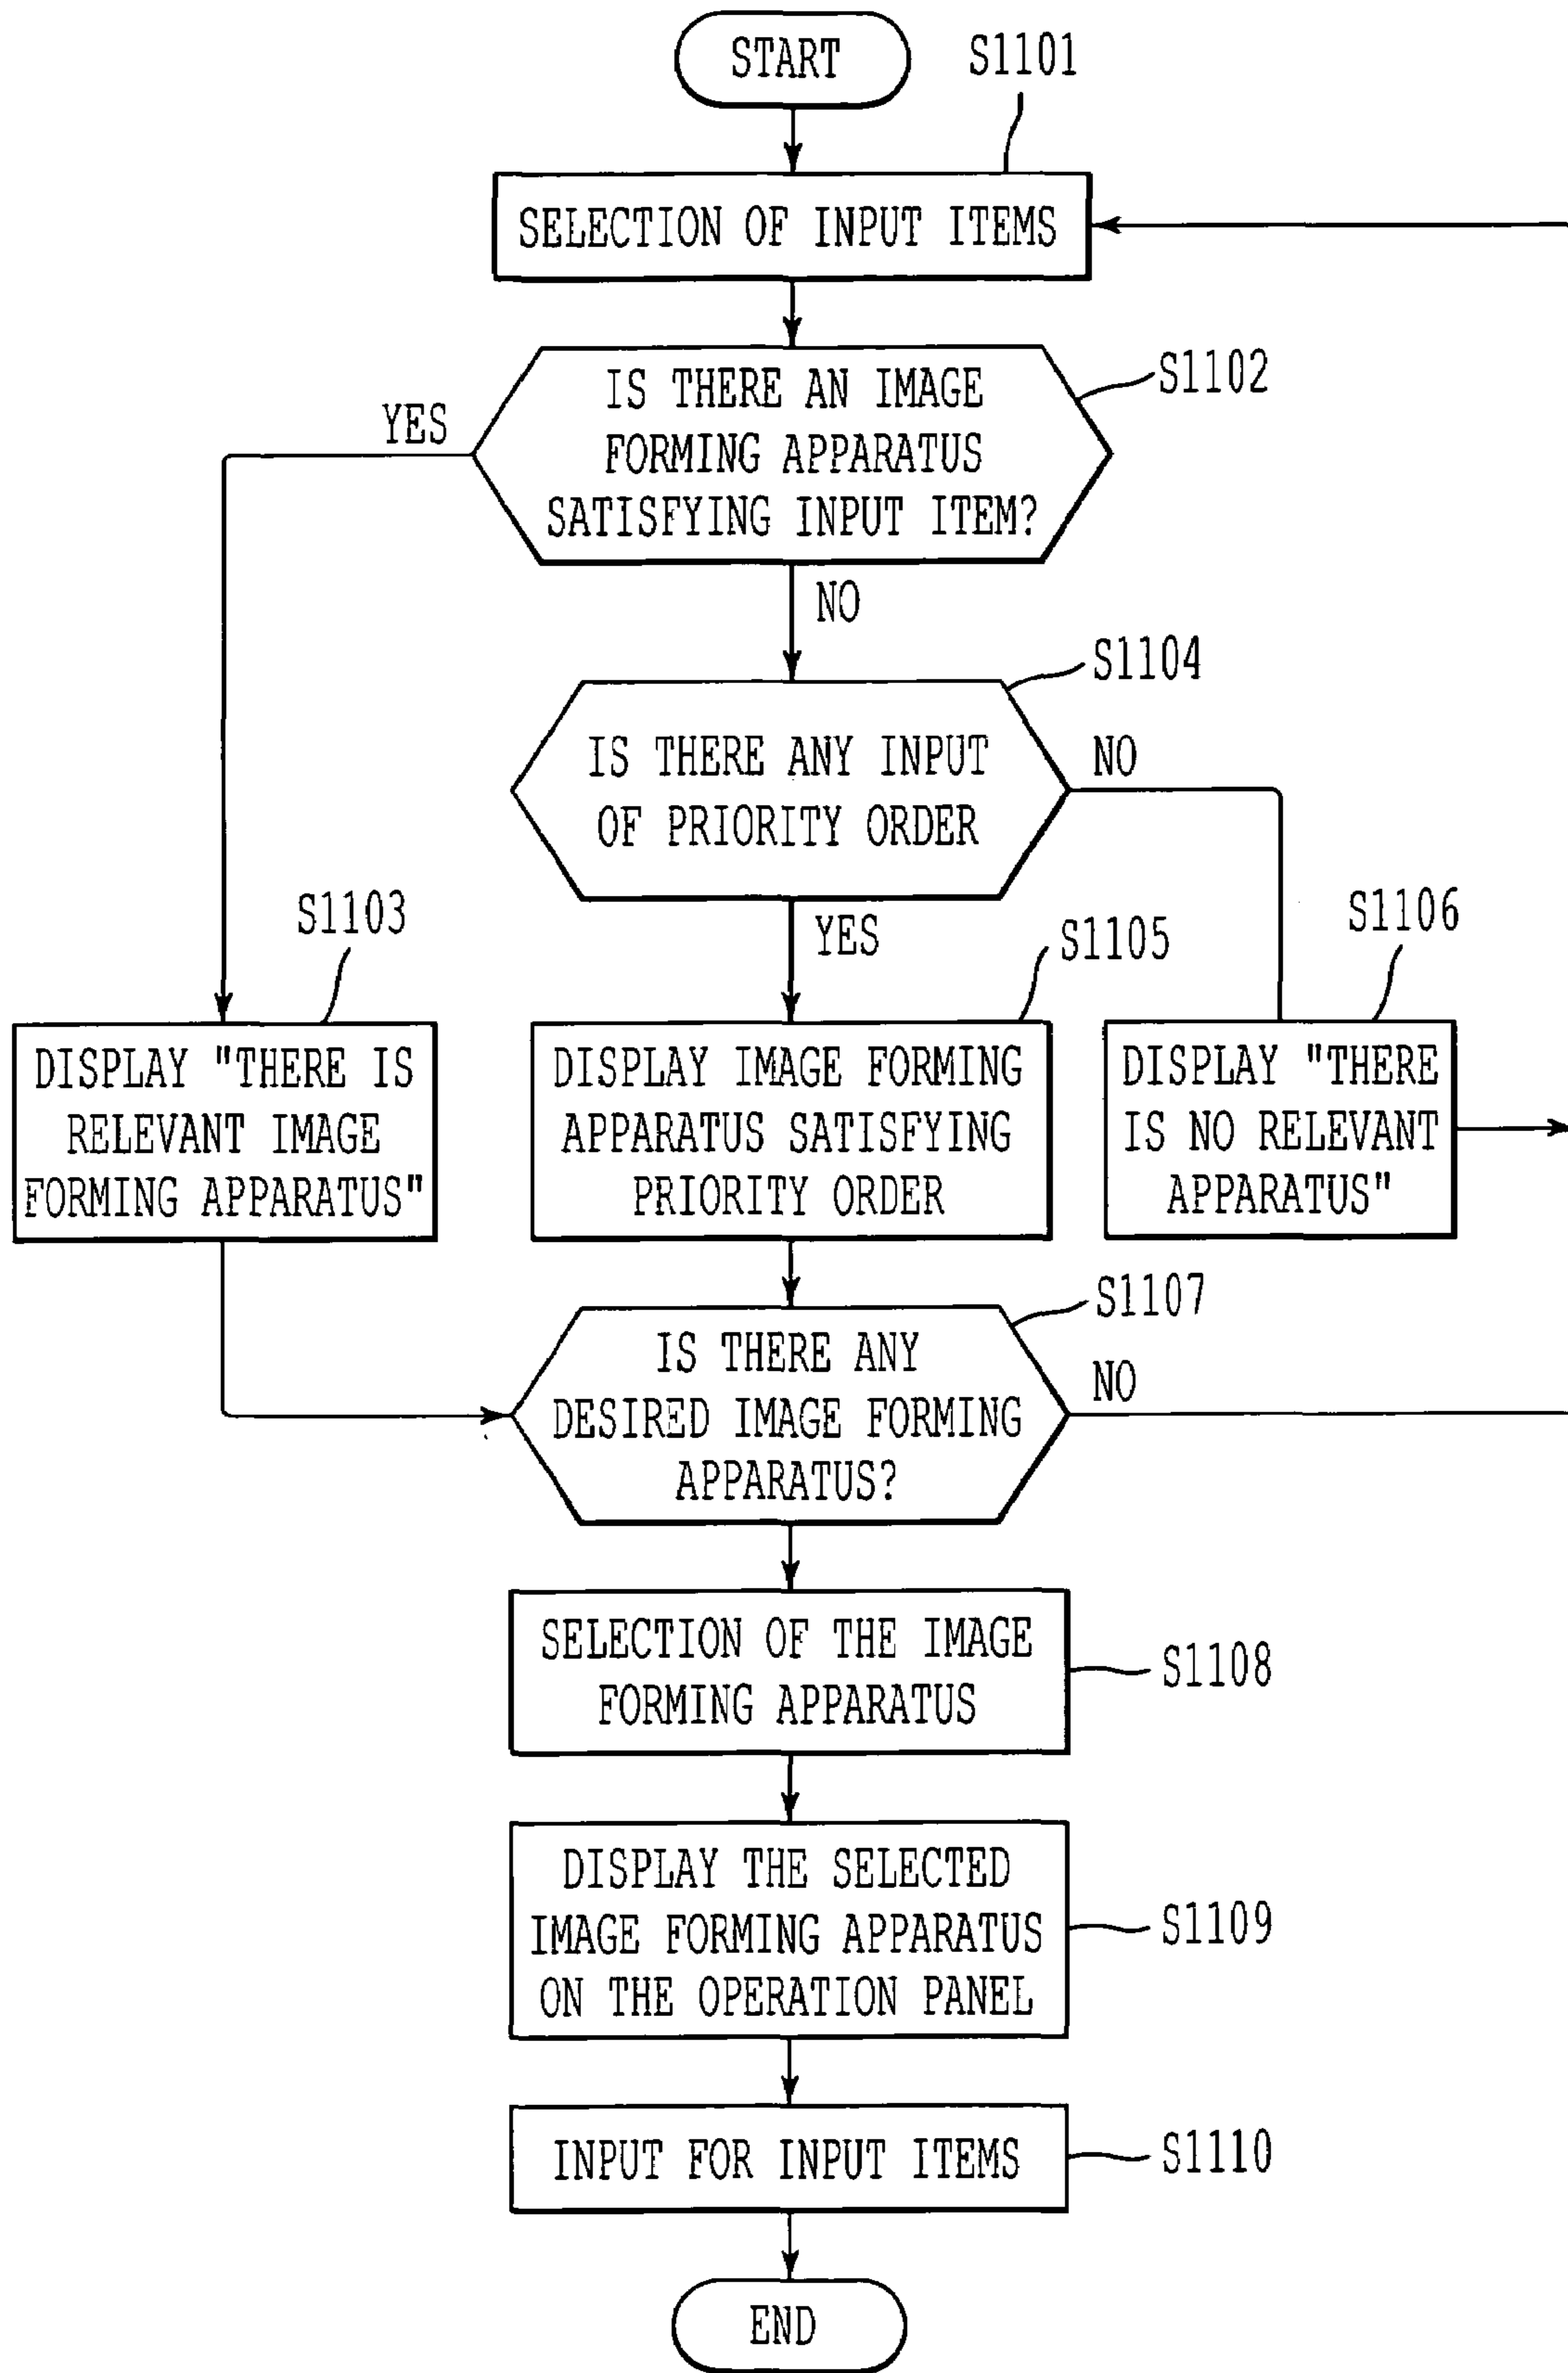 START
S1101
SELECTION OF INPUT ITEMS
IS THERE AN IMAGE
FORMING APPARATUS
SATISFYING INPUT ITEM?
S1102
YES
NO
S1104
IS THERE ANY INPUT
OF PRIORITY ORDER
NO
YES
S1103
S1105
S1106
DISPLAY "THERE IS
RELEVANT IMAGE
FORMING APPARATUS"
DISPLAY IMAGE FORMING
APPARATUS SATISFYING
PRIORITY ORDER
DISPLAY "THERE
IS NO RELEVANT
APPARATUS"
S1107
IS THERE ANY
DESIRED IMAGE FORMING
APPARATUS?
NO
SELECTION OF THE IMAGE
FORMING APPARATUS
S1108
DISPLAY THE SELECTED
IMAGE FORMING APPARATUS
ON THE OPERATION PANEL
S1109
INPUT FOR INPUT ITEMS
S1110
END